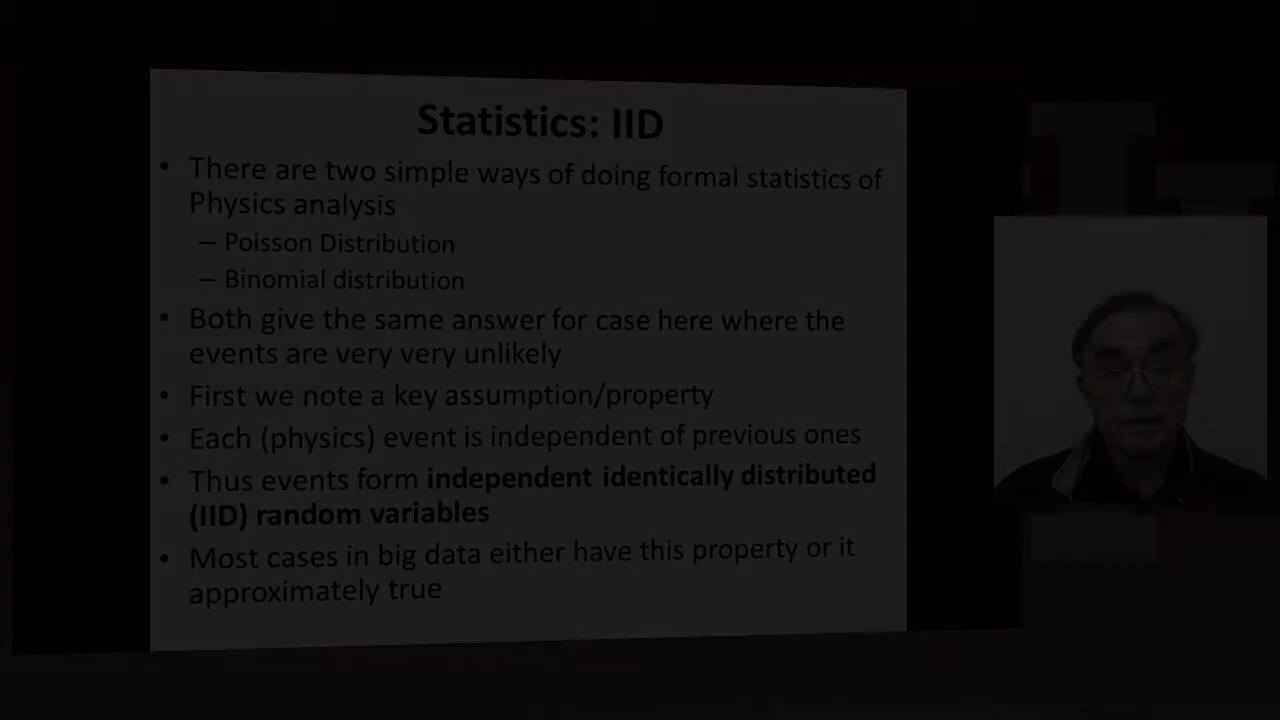 Statistics: IID
• There are two simple ways of doing formal statistics of
Physics analysis
– Poisson Distribution
– Binomial distribution
• Both give the same answer for case here where the
events are very very unlikely
• First we note a key assumption/property
• Each (physics) event is independent of previous ones
• Thus events form independent identically distributed
(IID) random variables
• Most cases in big data either have this property or it
approximately true